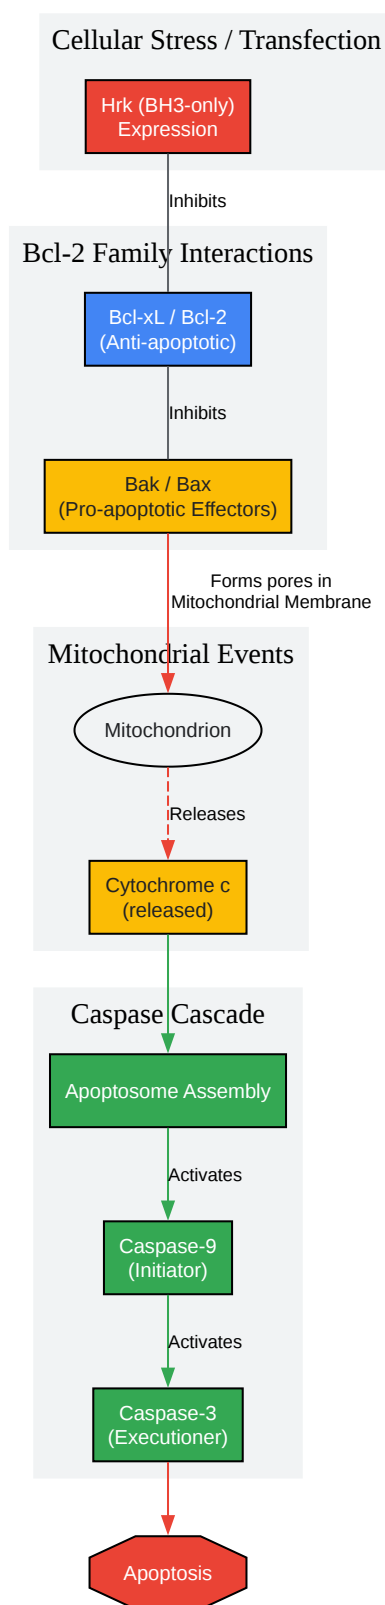 Cellular Stress / Transfection
Hrk (BH3-only)
Expression
Inhibits
Bcl-2 Family Interactions
Bcl-xL / Bcl-2
(Anti-apoptotic)
Inhibits
Bak / Bax
(Pro-apoptotic Effectors)
Forms pores in
Mitochondrial Membrane
Mitochondrial Events
Mitochondrion
Releases
Cytochrome c
(released)
Caspase Cascade
Apoptosome Assembly
Activates
Caspase-9
(Initiator)
Activates
Caspase-3
(Executioner)
Apoptosis